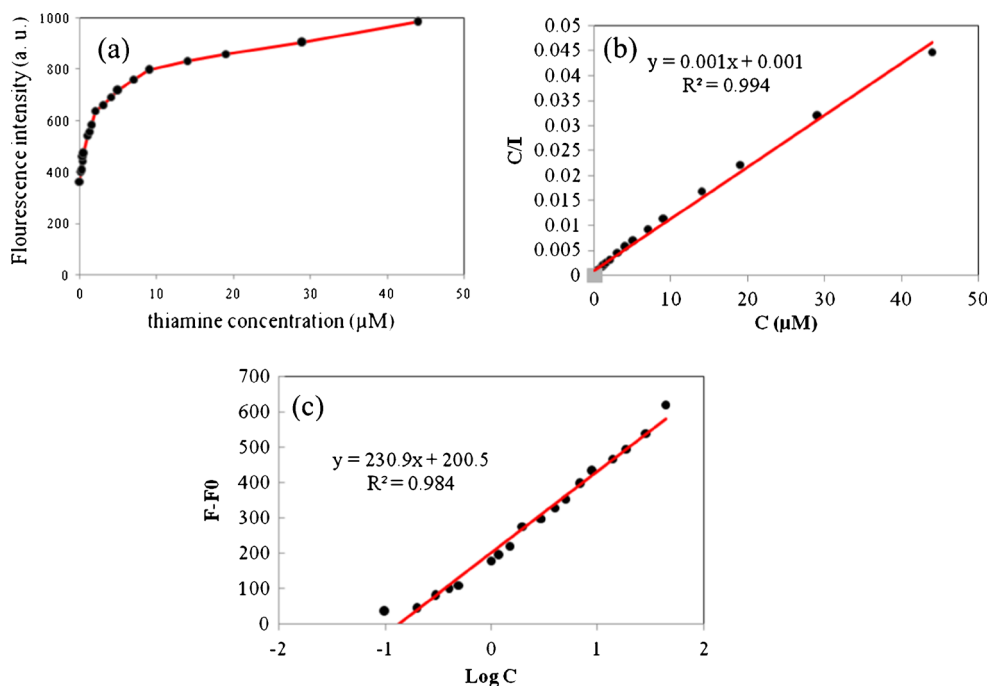 (a)
Flourescence intensity (a. u.)
1000
800
600
400
200
0
0 10 20 30 40 50
thiamine concentration (µM)
(b)
y = 0.001x + 0.001
R² = 0.994
C/I
0.05
0.045
0.04
0.035
0.03
0.025
0.02
0.015
0.01
0.005
0
0 10 20 30 40 50
C (µM)
(c)
y = 230.9x + 200.5
R² = 0.984
F-F0
700
600
500
400
300
200
100
0
-2 -1 0 1 2
Log C